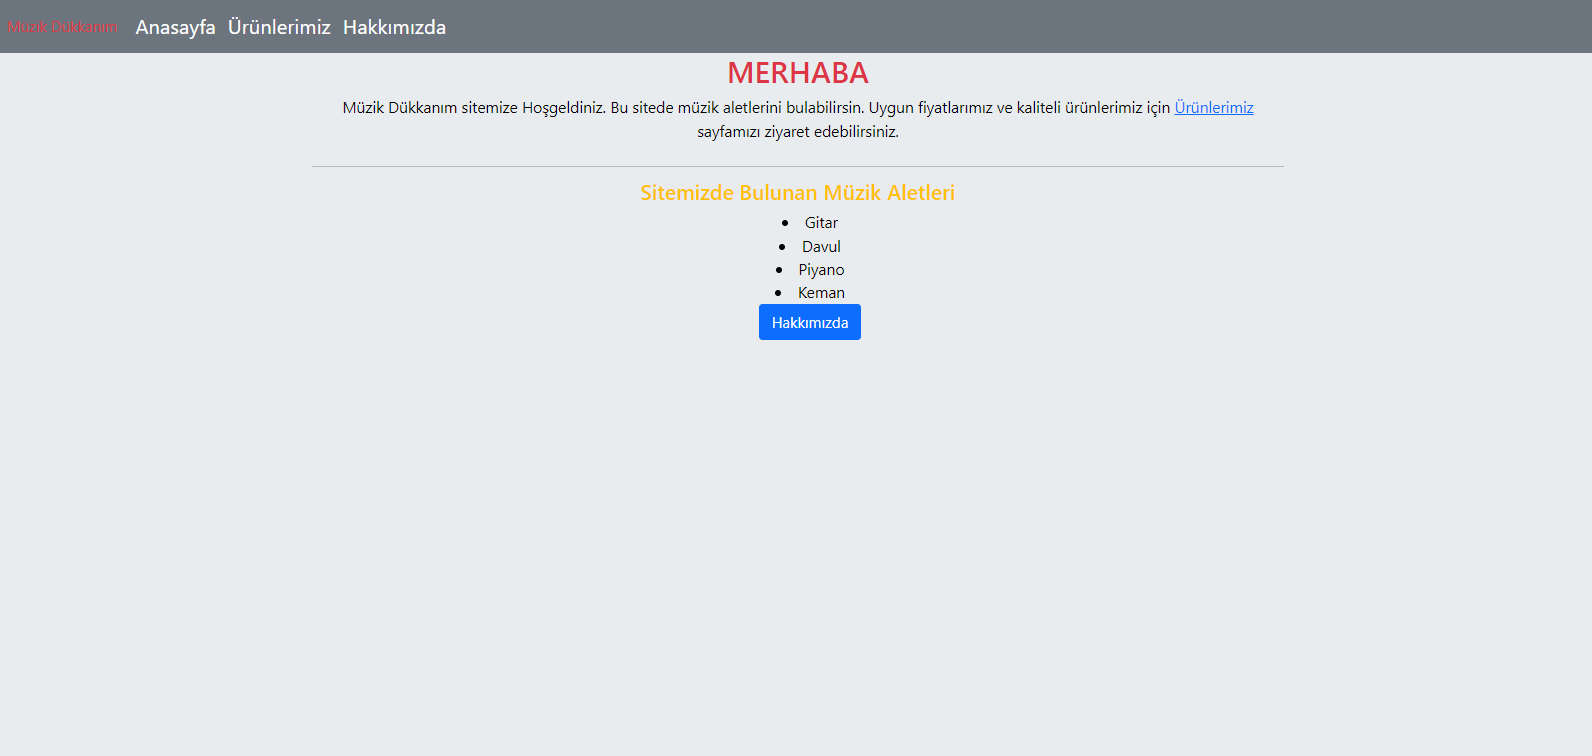 Müzik Dükkanım Anasayfa Ürünlerimiz Hakkımızda
MERHABA
Müzik Dükkanım sitemize Hoşgeldiniz. Bu sitede müzik aletlerini bulabilirsin. Uygun fiyatlarımız ve kaliteli ürünlerimiz için Ürünlerimiz
sayfamızı ziyaret edebilirsiniz.
Sitemizde Bulunan Müzik Aletleri
• Gitar
• Davul
• Piyano
• Keman
Hakkımızda